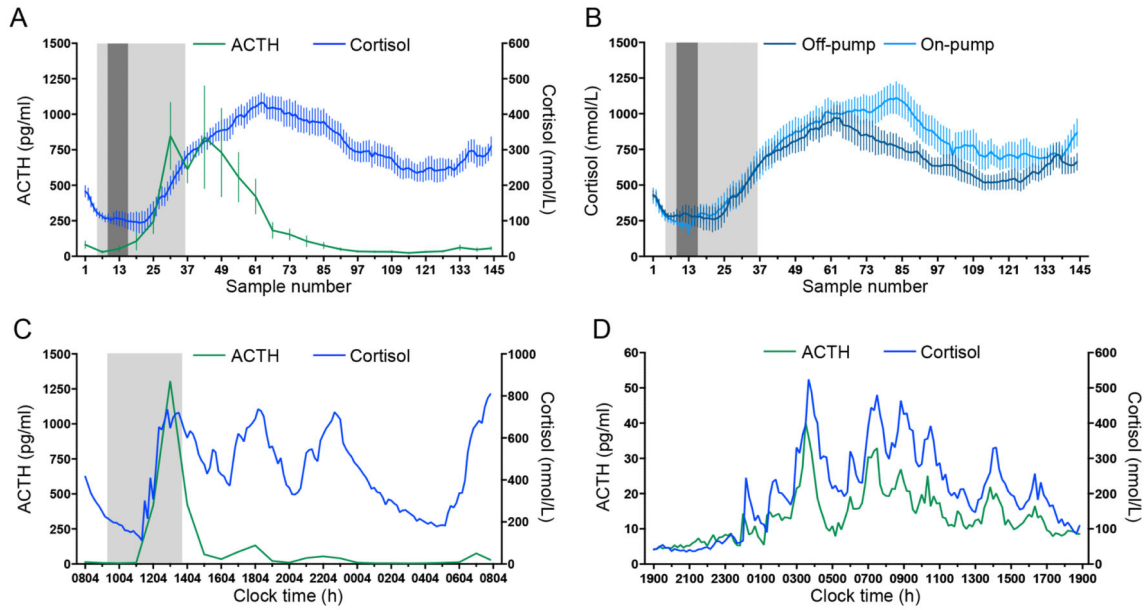 A
ACTH Cortisol
1500 600
1250 500
1000 400
750 300
500 200
250 100
0 0
ACTH (pg/ml)
Cortisol (nmol/L)
1 13 25 37 49 61 73 85 97 109 121 133 145
Sample number
B
Off-pump On-pump
1500
1250
1000
750
500
250
0
Cortisol (nmol/L)
1 13 25 37 49 61 73 85 97 109 121 133 145
Sample number
C
ACTH Cortisol
1500 1000
1250 800
1000 600
750 400
500 200
250 0
0
ACTH (pg/ml)
Cortisol (nmol/L)
0804 1004 1204 1404 1604 1804 2004 2204 0004 0204 0404 0604 0804
Clock time (h)
D
ACTH Cortisol
60 600
50 500
40 400
30 300
20 200
10 100
0 0
ACTH (pg/ml)
Cortisol (nmol/L)
1900 2100 2300 0100 0300 0500 0700 0900 1100 1300 1500 1700 1900
Clock time (h)